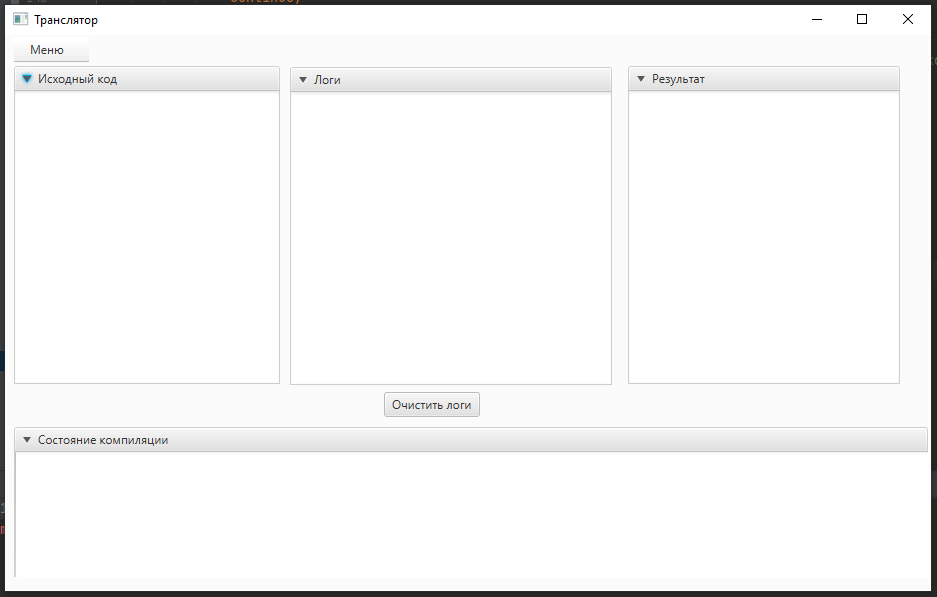 Транслятор
Меню
Исходный код
Логи
Результат
Очистить логи
Состояние компиляции